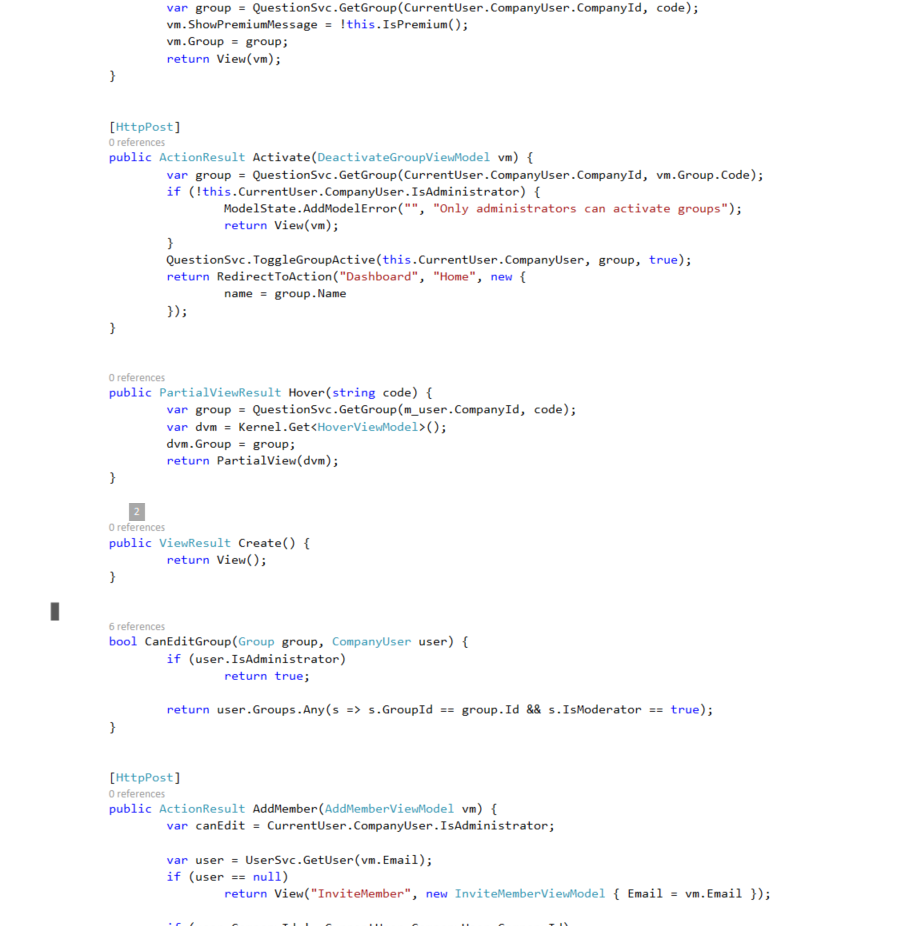 var group = QuestionSvc.GetGroup(CurrentUser.CompanyUser.CompanyId, code);
vm.ShowPremiumMessage = !this.IsPremium();
vm.Group = group;
return View(vm);
}
[HttpPost]
0 references
public ActionResult Activate(DeactivateGroupViewModel vm) {
var group = QuestionSvc.GetGroup(CurrentUser.CompanyUser.CompanyId, vm.Group.Code);
if (!this.CurrentUser.CompanyUser.IsAdministrator) {
ModelState.AddModelError("", "Only administrators can activate groups");
return View(vm);
}
QuestionSvc.ToggleGroupActive(this.CurrentUser.CompanyUser, group, true);
return RedirectToAction("Dashboard", "Home", new {
name = group.Name
});
}
0 references
public PartialViewResult Hover(string code) {
var group = QuestionSvc.GetGroup(m_user.CompanyId, code);
var dvm = Kernel.Get<HoverViewModel>();
dvm.Group = group;
return PartialView(dvm);
}
2
0 references
public ViewResult Create() {
return View();
}
6 references
bool CanEditGroup(Group group, CompanyUser user) {
if (user.IsAdministrator)
return true;
return user.Groups.Any(s => s.GroupId == group.Id && s.IsModerator == true);
}
[HttpPost]
0 references
public ActionResult AddMember(AddMemberViewModel vm) {
var canEdit = CurrentUser.CompanyUser.IsAdministrator;
var user = UserSvc.GetUser(vm.Email);
if (user == null)
return View("InviteMember", new InviteMemberViewModel { Email = vm.Email });